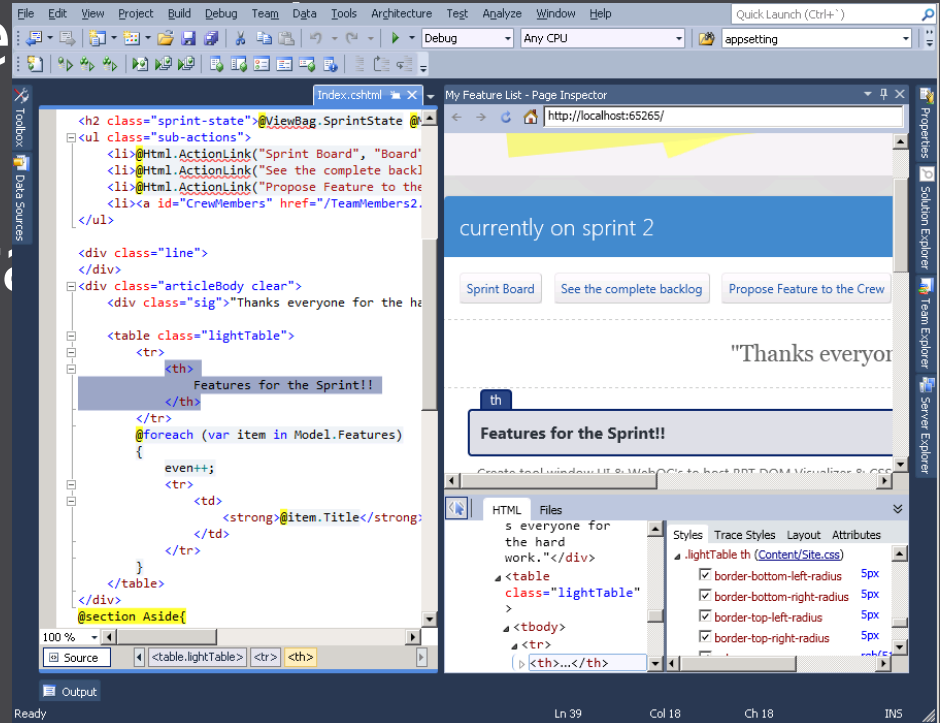 File Edit View Project Build Debug Team Data Tools Architecture Test Analyze Window Help
Quick Launch (Ctrl+`)
Debug Any CPU appsetting
Toolbox
Data Sources
Index.cshtml
<h2 class="sprint-state">@ViewBag.SprintState
<ul class="sub-actions">
<li>@Html.ActionLink("Sprint Board", "Board"
<li>@Html.ActionLink("See the complete backl
<li>@Html.ActionLink("Propose Feature to the
<li><a id="CrewMembers" href="/TeamMembers2.
</ul>
<div class="line">
</div>
<div class="articleBody clear">
<div class="sig">"Thanks everyone for the ha
<table class="lightTable">
<tr>
<th>
Features for the Sprint!!
</th>
</tr>
@foreach (var item in Model.Features)
{
even++;
<tr>
<td>
<strong>@item.Title</strong>
</td>
</tr>
}
</table>
</div>
@section Aside{
100 %
Source <table.lightTable> <tr> <th>
My Feature List - Page Inspector
http://localhost:65265/
currently on sprint 2
Sprint Board See the complete backlog Propose Feature to the Crew
"Thanks everyor
th
Features for the Sprint!!
HTML Files
s everyone for
the hard
work."</div>
<table
class="lightTable"
>
<tbody>
<tr>
<th>...</th>
Styles Trace Styles Layout Attributes
.lightTable th (Content/Site.css)
border-bottom-left-radius 5px
border-bottom-right-radius 5px
border-top-left-radius 5px
border-top-right-radius 5px
Properties
Solution Explorer
Team Explorer
Server Explorer
Output
Ready Ln 39 Col 18 Ch 18 INS